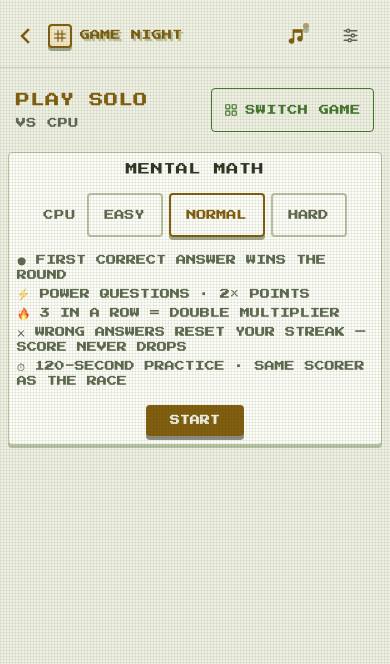 GAME NIGHT
PLAY SOLO
VS CPU
SWITCH GAME
MENTAL MATH
CPU EASY NORMAL HARD
● FIRST CORRECT ANSWER WINS THE
ROUND
⚡ POWER QUESTIONS · 2× POINTS
🔥 3 IN A ROW = DOUBLE MULTIPLIER
× WRONG ANSWERS RESET YOUR STREAK —
SCORE NEVER DROPS
⏱ 120-SECOND PRACTICE · SAME SCORER
AS THE RACE
START